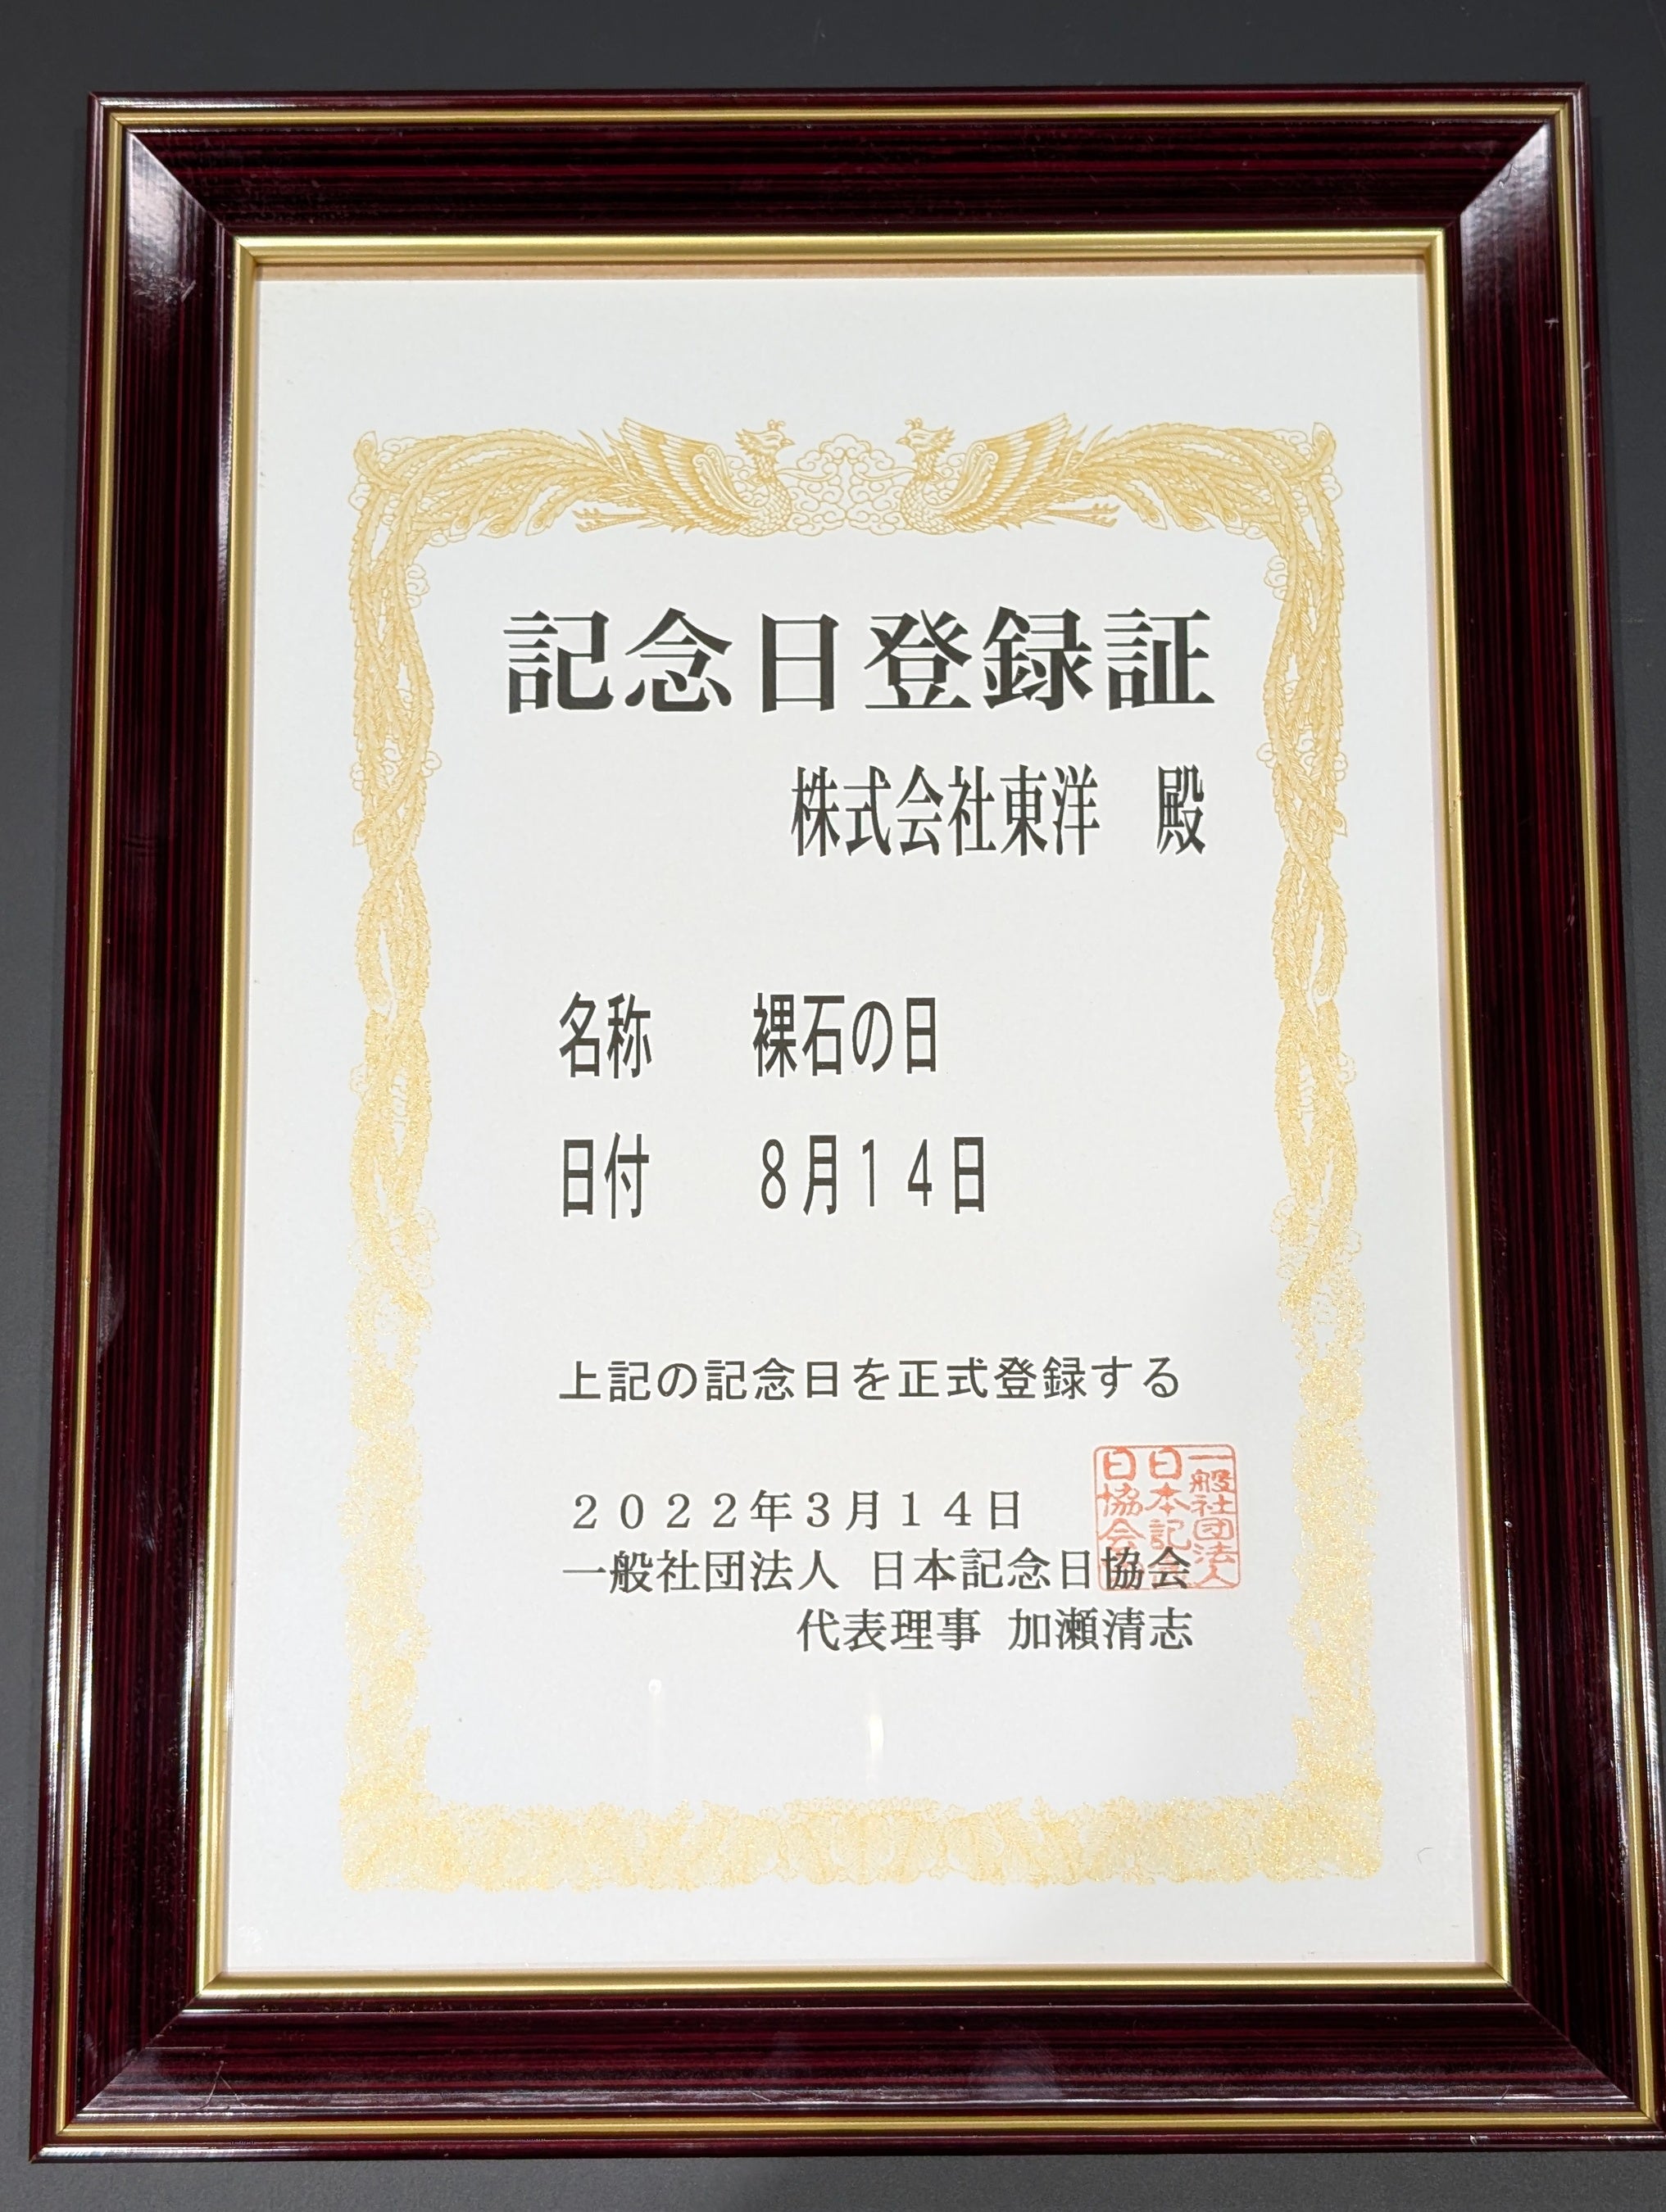 記念日登録証
株式会社東洋　殿
名称　　裸石の日
日付　　８月１４日
上記の記念日を正式登録する
２０２２年３月１４日
一般社団法人 日本記念日協会
代表理事 加瀬清志
一般社団法人
日本記念
日協会